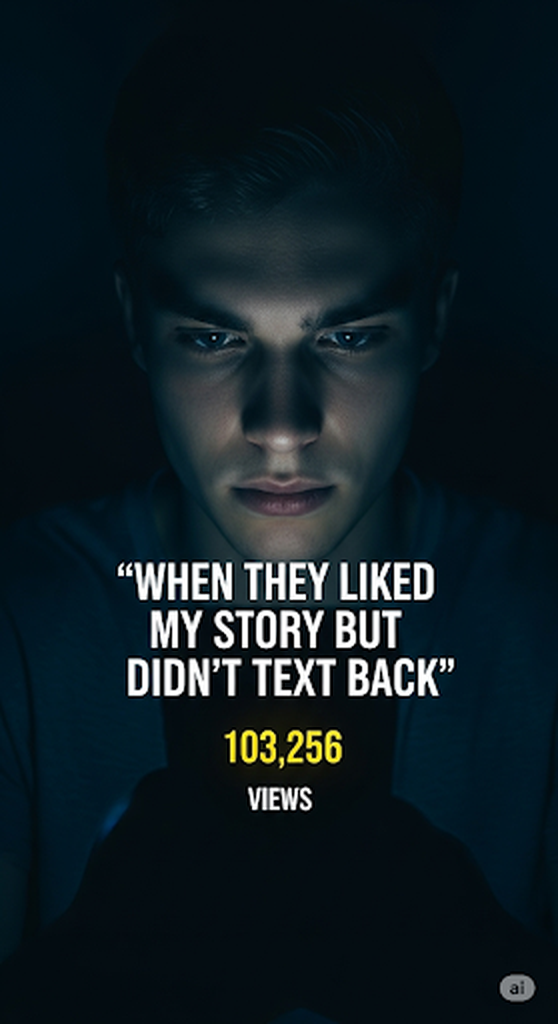 “WHEN THEY LIKED
MY STORY BUT
DIDN’T TEXT BACK”
103,256
VIEWS
ai